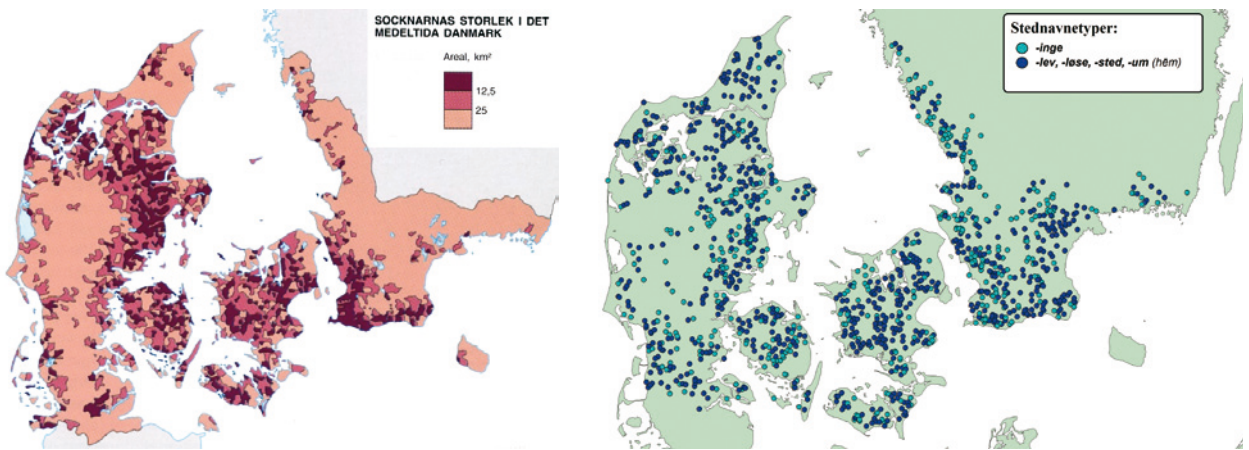 SOCKNARNAS STORLEK I DET
MEDELTIDA DANMARK
Areal, km²
12,5
25
Stednavnetyper:
-inge
-lev, -løse, -sted, -um (hēm)